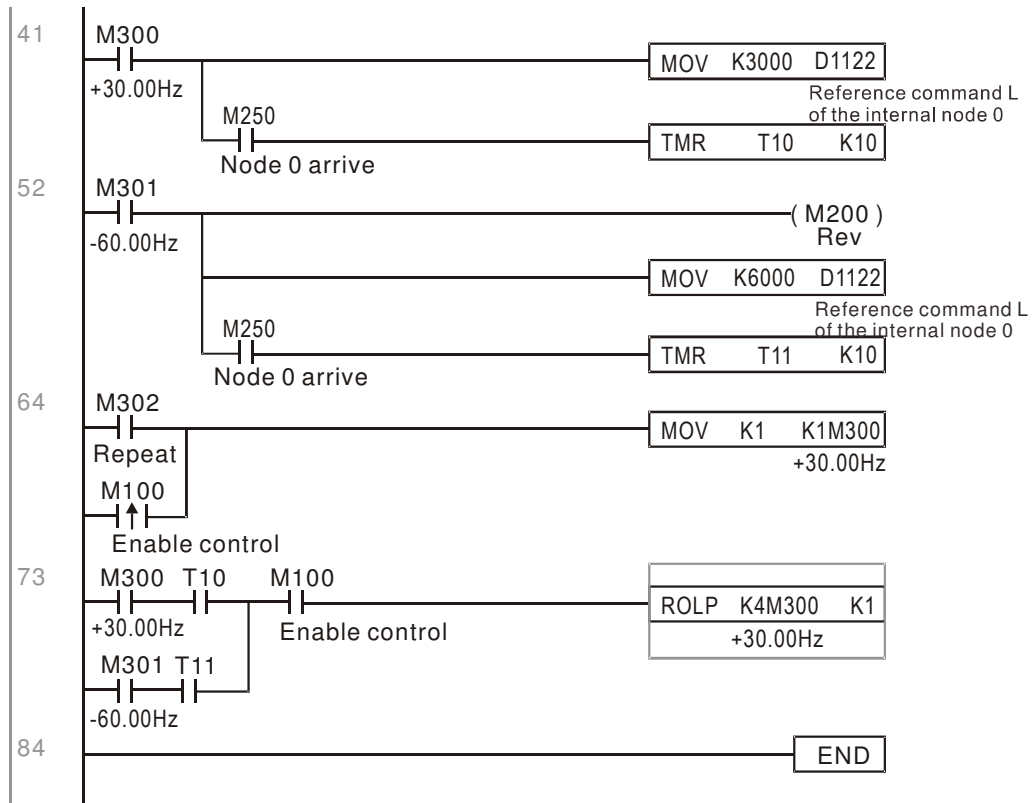 41
M300
+30.00Hz
MOV K3000 D1122
Reference command L
of the internal node 0
M250
Node 0 arrive
TMR T10 K10
52
M301
-60.00Hz
( M200 )
Rev
MOV K6000 D1122
Reference command L
of the internal node 0
M250
Node 0 arrive
TMR T11 K10
64
M302
Repeat
MOV K1 K1M300
+30.00Hz
M100
Enable control
73
M300 T10 M100
+30.00Hz
Enable control
ROLP K4M300 K1
+30.00Hz
M301 T11
-60.00Hz
84
END